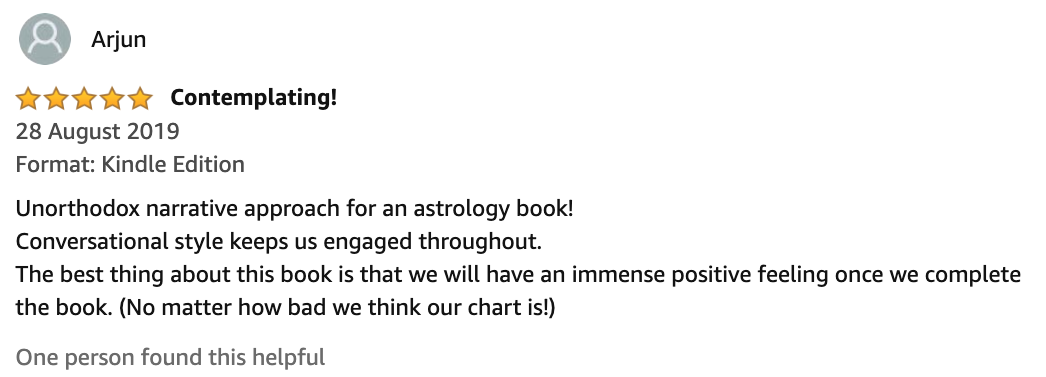 Arjun
Contemplating!
28 August 2019
Format: Kindle Edition
Unorthodox narrative approach for an astrology book!
Conversational style keeps us engaged throughout.
The best thing about this book is that we will have an immense positive feeling once we complete
the book. (No matter how bad we think our chart is!)
One person found this helpful